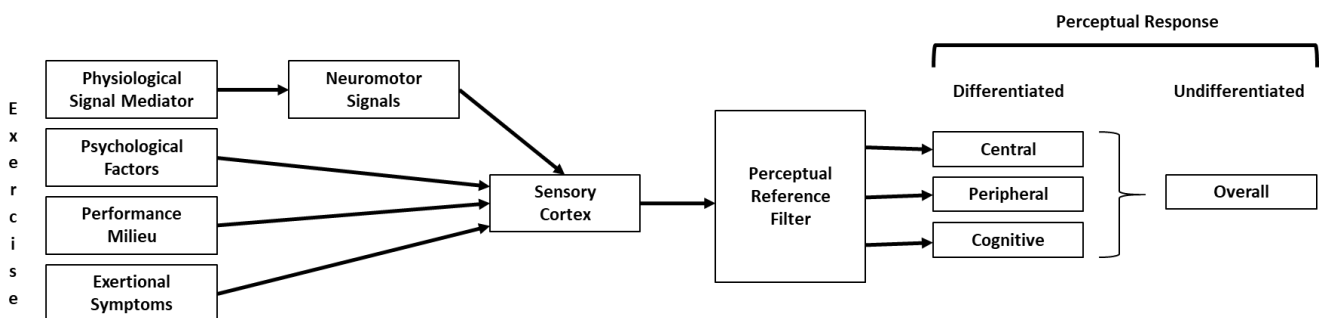 Perceptual Response
Differentiated
Undifferentiated
Exercise
Physiological
Signal Mediator
Neuromotor
Signals
Psychological
Factors
Performance
Milieu
Exertional
Symptoms
Sensory
Cortex
Perceptual
Reference
Filter
Central
Peripheral
Cognitive
Overall